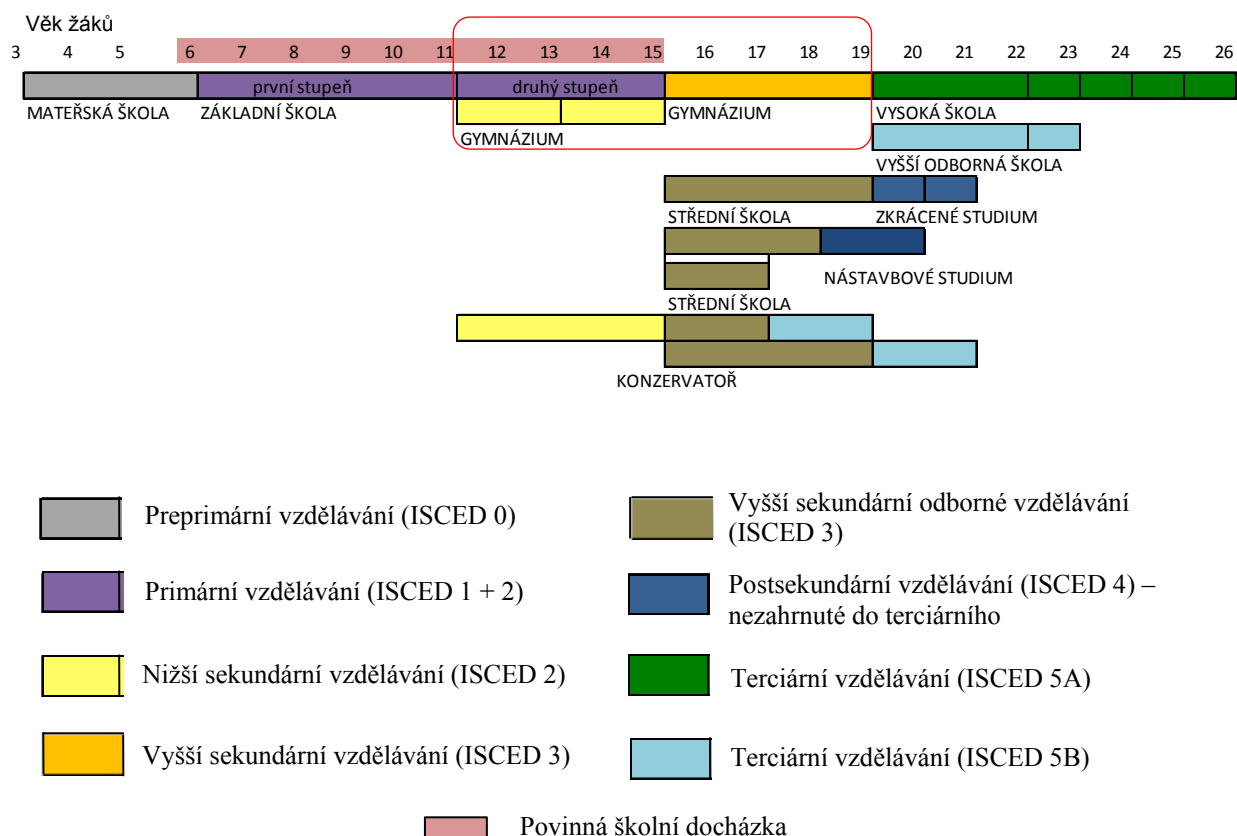 Věk žáků
3 4 5 6 7 8 9 10 11 12 13 14 15 16 17 18 19 20 21 22 23 24 25 26
první stupeň druhý stupeň
MATEŘSKÁ ŠKOLA ZÁKLADNÍ ŠKOLA GYMNÁZIUM VYSOKÁ ŠKOLA
GYMNÁZIUM
VYŠŠÍ ODBORNÁ ŠKOLA
STŘEDNÍ ŠKOLA ZKRÁCENÉ STUDIUM
NÁSTAVBOVÉ STUDIUM
STŘEDNÍ ŠKOLA
KONZERVATOŘ
Preprimární vzdělávání (ISCED 0)
Primární vzdělávání (ISCED 1 + 2)
Nižší sekundární vzdělávání (ISCED 2)
Vyšší sekundární vzdělávání (ISCED 3)
Vyšší sekundární odborné vzdělávání
(ISCED 3)
Postsekundární vzdělávání (ISCED 4) –
nezahrnuté do terciárního
Terciární vzdělávání (ISCED 5A)
Terciární vzdělávání (ISCED 5B)
Povinná školní docházka